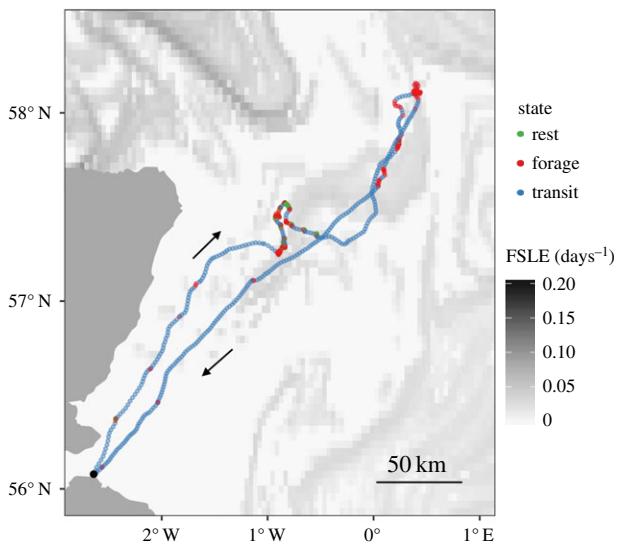 58° N
57° N
56° N
2° W
1° W
0°
1° E
50 km
state
rest
forage
transit
FSLE (days⁻¹)
0.20
0.15
0.10
0.05
0